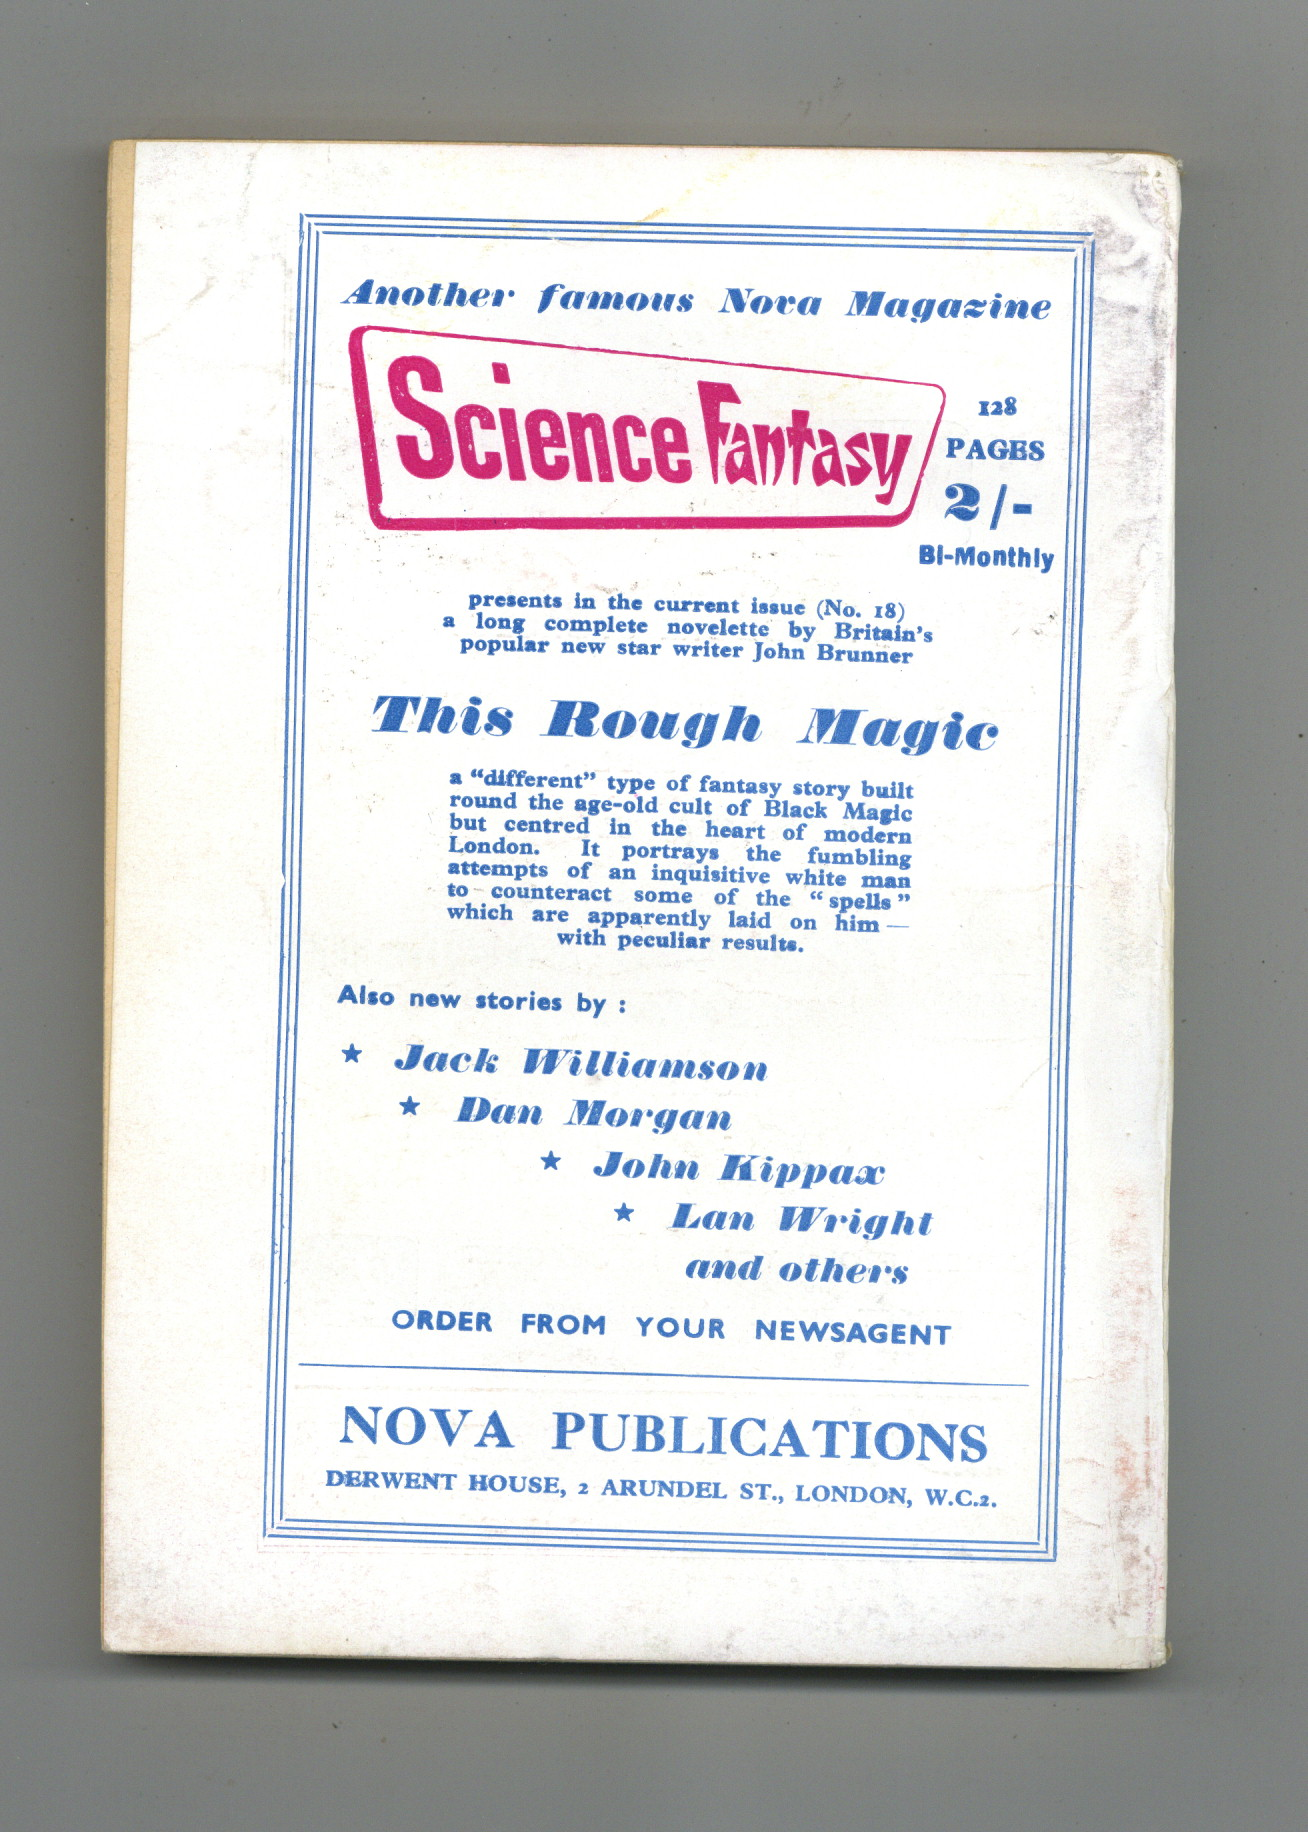 Another famous Nova Magazine
Science Fantasy
128
PAGES
2/-
Bi-Monthly
presents in the current issue (No. 18)
a long complete novelette by Britain's
popular new star writer John Brunner
This Rough Magic
a "different" type of fantasy story built
round the age-old cult of Black Magic
but centred in the heart of modern
London. It portrays the fumbling
attempts of an inquisitive white man
to counteract some of the "spells"
which are apparently laid on him —
with peculiar results.
Also new stories by :
★ Jack Williamson
★ Dan Morgan
★ John Kippax
★ Lan Wright
and others
ORDER FROM YOUR NEWSAGENT
NOVA PUBLICATIONS
DERWENT HOUSE, 2 ARUNDEL ST., LONDON, W.C.2.